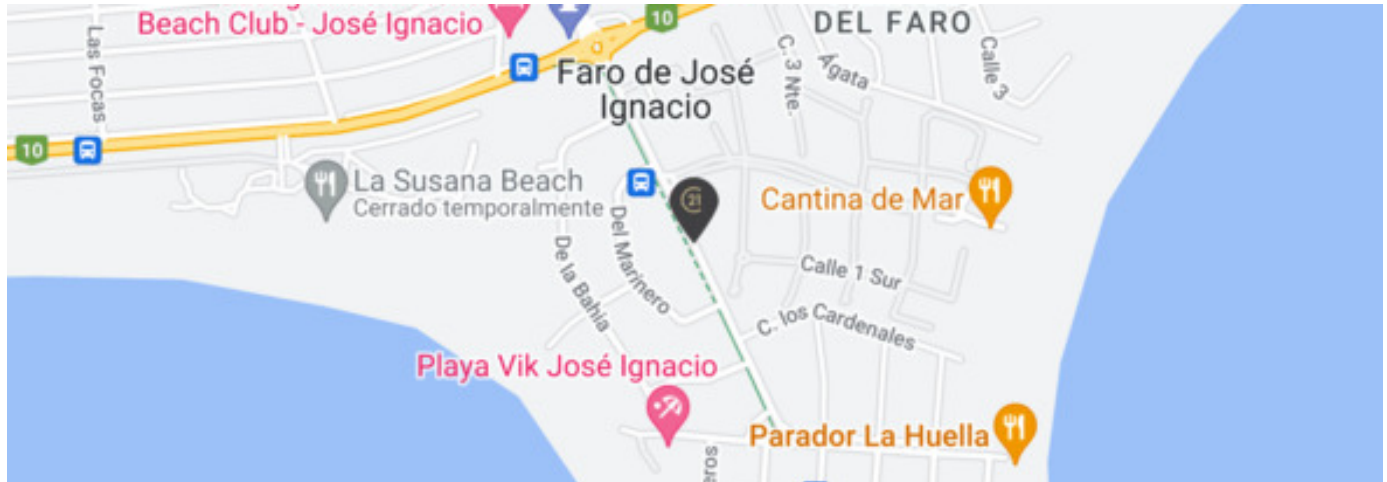 Beach Club - José Ignacio
10
DEL FARO
Las Focas
C. 3 Nte.
Ágata
Calle 3
Faro de José
Ignacio
10
La Susana Beach
Cerrado temporalmente
21
Cantina de Mar
Del Marinero
De la Bahía
Calle 1 Sur
C. los Cardenales
Playa Vik José Ignacio
Parador La Huella
eros